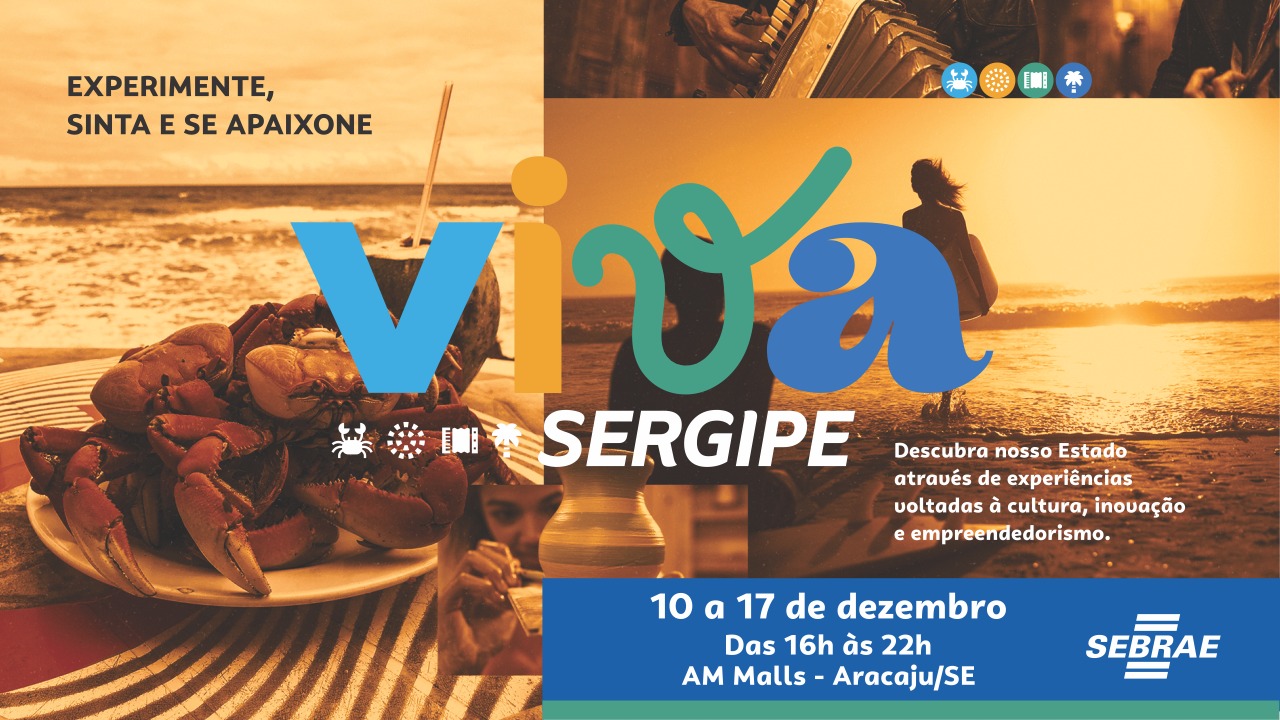 EXPERIMENTE,
SINTA E SE APAIXONE
viva
SERGIPE
Descubra nosso Estado
através de experiências
voltadas à cultura, inovação
e empreendedorismo.
10 a 17 de dezembro
Das 16h às 22h
AM Malls - Aracaju/SE
SEBRAE